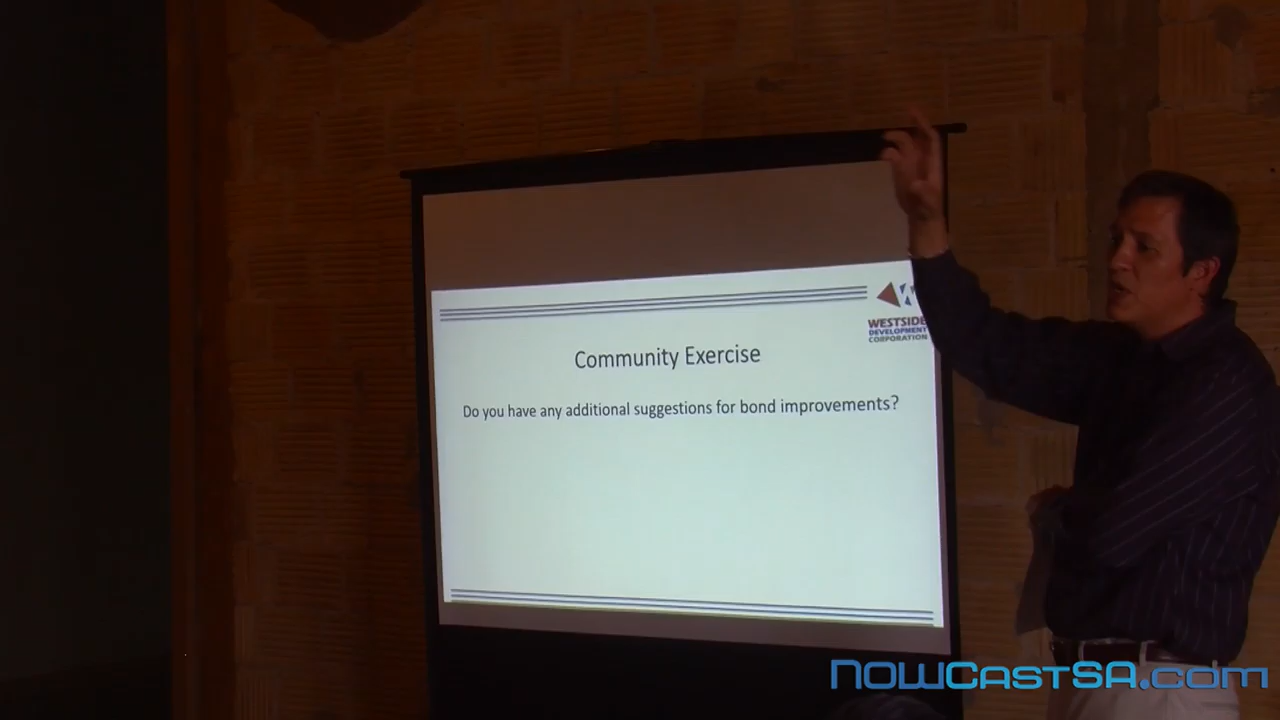 WESTSIDE
DEVELOPMENT
CORPORATION
Community Exercise
Do you have any additional suggestions for bond improvements?
NOWCASTSA.com